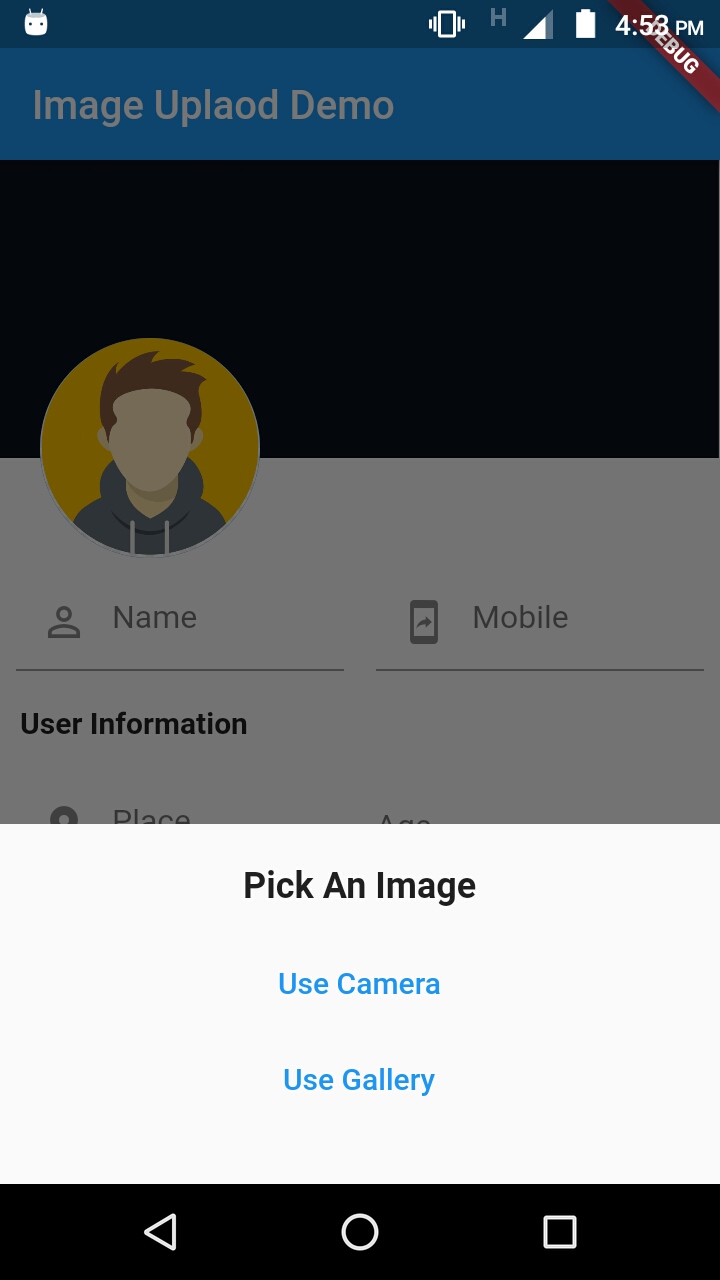 H
4:53 PM
DEBUG
Image Uplaod Demo
Name
Mobile
User Information
Place
Age
Pick An Image
Use Camera
Use Gallery